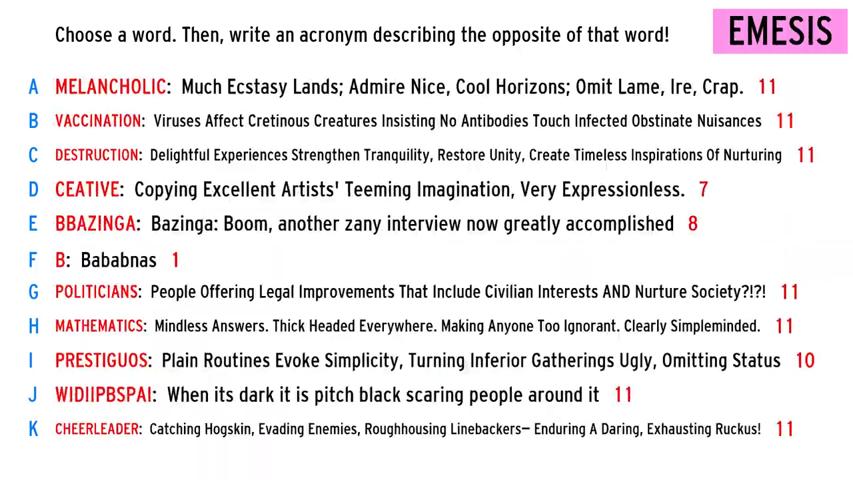 Choose a word. Then, write an acronym describing the opposite of that word!
EMESIS
A MELANCHOLIC: Much Ecstasy Lands; Admire Nice, Cool Horizons; Omit Lame, Ire, Crap. 11
B VACCINATION: Viruses Affect Cretinous Creatures Insisting No Antibodies Touch Infected Obstinate Nuisances 11
C DESTRUCTION: Delightful Experiences Strengthen Tranquility, Restore Unity, Create Timeless Inspirations Of Nurturing 11
D CEATIVE: Copying Excellent Artists' Teeming Imagination, Very Expressionless. 7
E BBAZINGA: Bazinga: Boom, another zany interview now greatly accomplished 8
F B: Bababnas 1
G POLITICIANS: People Offering Legal Improvements That Include Civilian Interests AND Nurture Society?!?! 11
H MATHEMATICS: Mindless Answers. Thick Headed Everywhere. Making Anyone Too Ignorant. Clearly Simpleminded. 11
I PRESTIGUOS: Plain Routines Evoke Simplicity, Turning Inferior Gatherings Ugly, Omitting Status 10
J WIDIIPBSPAI: When its dark it is pitch black scaring people around it 11
K CHEERLEADER: Catching Hogskin, Evading Enemies, Roughhousing Linebackers– Enduring A Daring, Exhausting Ruckus! 11